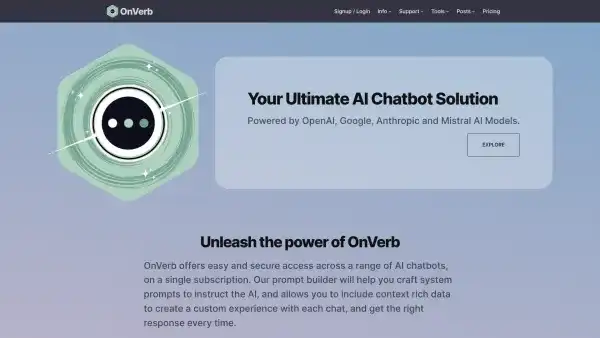 OnVerb
Signup / Login Info Support Tools Posts Pricing
Your Ultimate AI Chatbot Solution
Powered by OpenAI, Google, Anthropic and Mistral AI Models.
EXPLORE
Unleash the power of OnVerb
OnVerb offers easy and secure access across a range of AI chatbots,
on a single subscription. Our prompt builder will help you craft system
prompts to instruct the AI, and allows you to include context rich data
to create a custom experience with each chat, and get the right
response every time.